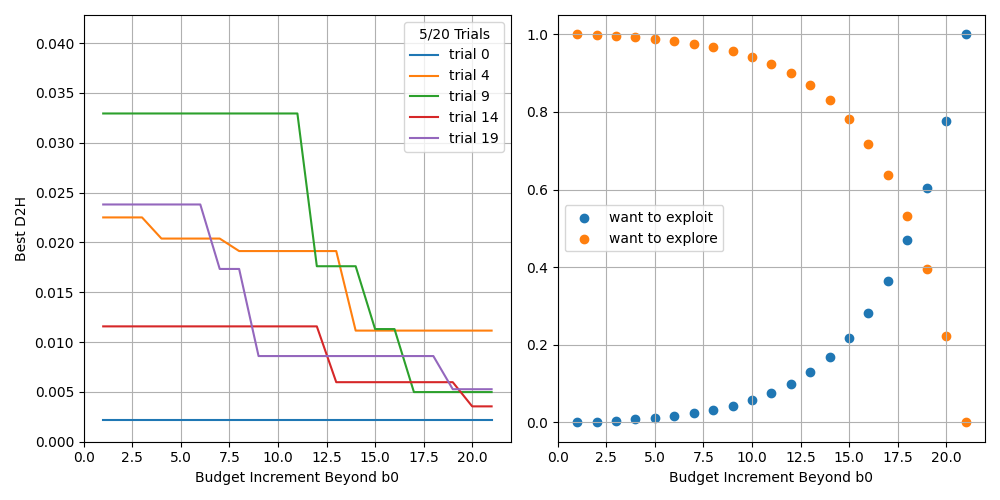 0.040
0.035
0.030
0.025
0.020
0.015
0.010
0.005
0.000
Best D2H
0.0 2.5 5.0 7.5 10.0 12.5 15.0 17.5 20.0
Budget Increment Beyond b0
5/20 Trials
trial 0
trial 4
trial 9
trial 14
trial 19
1.0
0.8
0.6
0.4
0.2
0.0
want to exploit
want to explore
0.0 2.5 5.0 7.5 10.0 12.5 15.0 17.5 20.0
Budget Increment Beyond b0